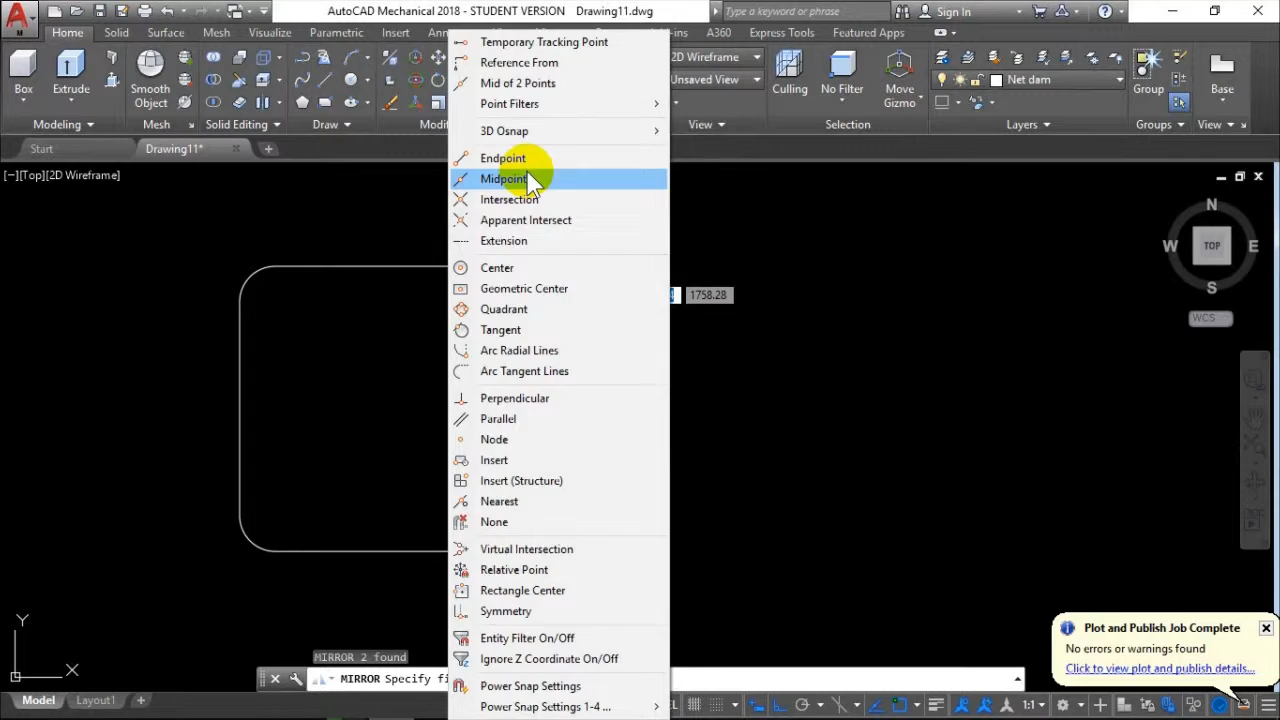 AutoCAD Mechanical 2018 - STUDENT VERSION Drawing11.dwg
Type a keyword or phrase
Sign In
Home Solid Surface Mesh Visualize Parametric Insert A360 Express Tools Featured Apps
Box
Extrude
Smooth Object
2D Wireframe
Unsaved View
Culling
No Filter
Move Gizmo
Net dam
Group
Base
Modeling
Mesh
Solid Editing
Draw
View
Selection
Layers
Groups
Start
Drawing11*
[−][Top][2D Wireframe]
Temporary Tracking Point
Reference From
Mid of 2 Points
Point Filters
3D Osnap
Endpoint
Midpoint
Intersection
Apparent Intersect
Extension
Center
Geometric Center
Quadrant
Tangent
Arc Radial Lines
Arc Tangent Lines
Perpendicular
Parallel
Node
Insert
Insert (Structure)
Nearest
None
Virtual Intersection
Relative Point
Rectangle Center
Symmetry
Entity Filter On/Off
Ignore Z Coordinate On/Off
Power Snap Settings
Power Snap Settings 1-4 ...
1758.28
N
W
TOP
E
S
WCS
Y
X
MIRROR 2 found
MIRROR Specify
Plot and Publish Job Complete
No errors or warnings found
Click to view plot and publish details...
Model
Layout1
1:1